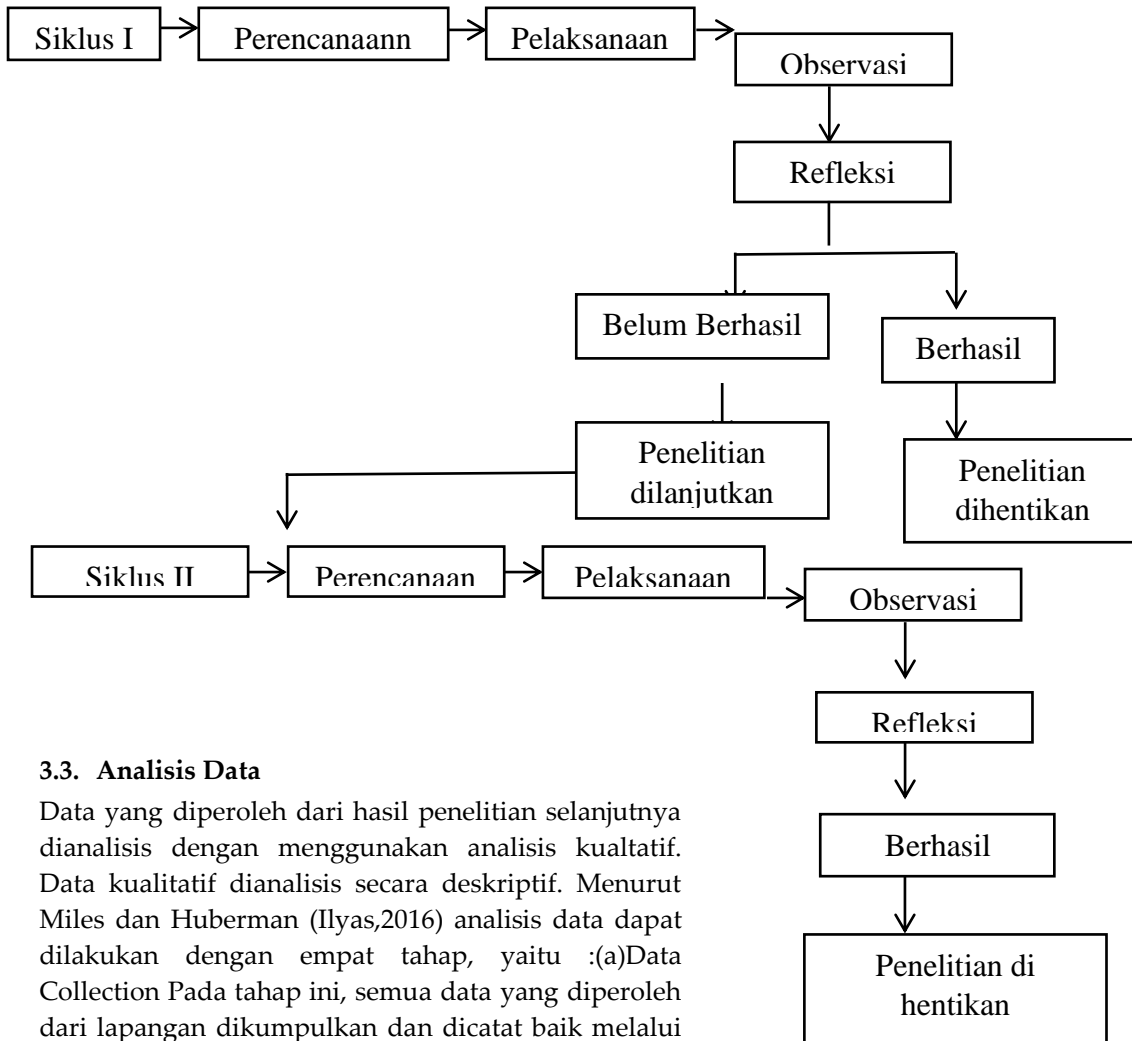 Siklus I
Perencanaann
Pelaksanaan
Observasi
Refleksi
Belum Berhasil
Berhasil
Penelitian
dilanjutkan
Penelitian
dihentikan
Siklus II
Perencanaan
Pelaksanaan
Observasi
Refleksi
Berhasil
Penelitian di
hentikan
3.3. Analisis Data
Data yang diperoleh dari hasil penelitian selanjutnya
dianalisis dengan menggunakan analisis kualtatif.
Data kualitatif dianalisis secara deskriptif. Menurut
Miles dan Huberman (Ilyas,2016) analisis data dapat
dilakukan dengan empat tahap, yaitu :(a)Data
Collection Pada tahap ini, semua data yang diperoleh
dari lapangan dikumpulkan dan dicatat baik melalui